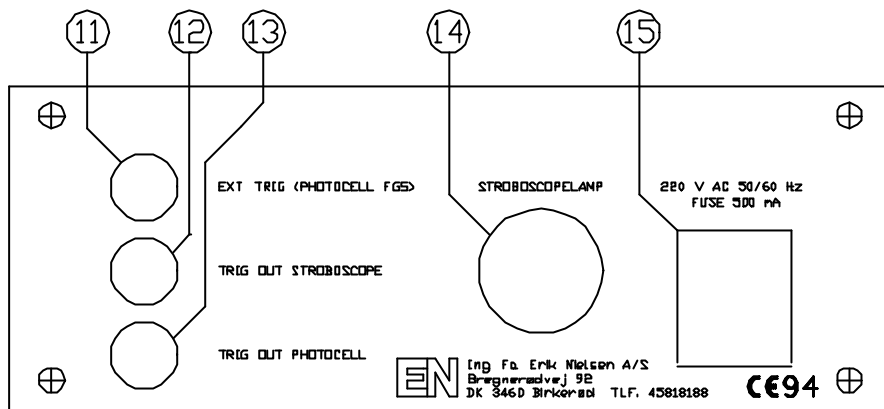 11 12 13 14 15
EXT TRIG (PHOTOCELL FG5)
STROBOSCOPELAMP
220 V AC 50/60 Hz
FUSE 500 mA
TRIG OUT STROBOSCOPE
TRIG OUT PHOTOCELL
EN
Ing Fa Erik Nielsen A/S
Bregnerødvej 92
DK 3460 Birkerød TLF. 45818188
CE94